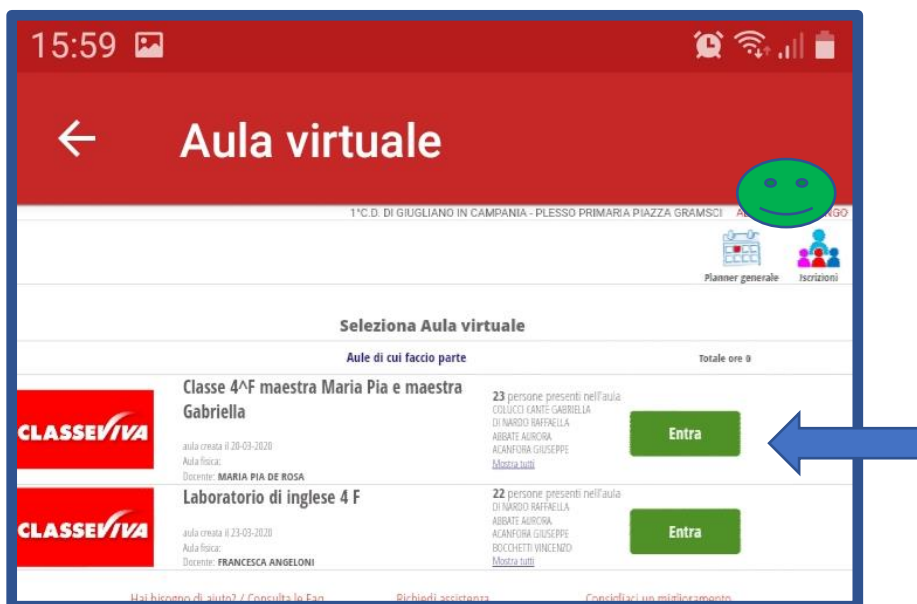 15:59
Aula virtuale
1°C.D. DI GIUGLIANO IN CAMPANIA - PLESSO PRIMARIA PIAZZA GRAMSCI
Planner generale Iscrizioni
Seleziona Aula virtuale
Aule di cui faccio parte Totale ore 0
CLASSEVIVA
Classe 4^F maestra Maria Pia e maestra
Gabriella
aula creata il 20-03-2020
Aula fisica:
Docente: MARIA PIA DE ROSA
23 persone presenti nell'aula
COLUCCI CANTE GABRIELLA
DI NARDO RAFFAELLA
ABBATE AURORA
ACANFORA GIUSEPPE
Mostra tutti
Entra
CLASSEVIVA
Laboratorio di inglese 4 F
aula creata il 23-03-2020
Aula fisica:
Docente: FRANCESCA ANGELONI
22 persone presenti nell'aula
DI NARDO RAFFAELLA
ABBATE AURORA
ACANFORA GIUSEPPE
BOCCHETTI VINCENZO
Mostra tutti
Entra
Hai bisogno di aiuto? / Consulta le Faq Richiedi assistenza Consigliaci un miglioramento